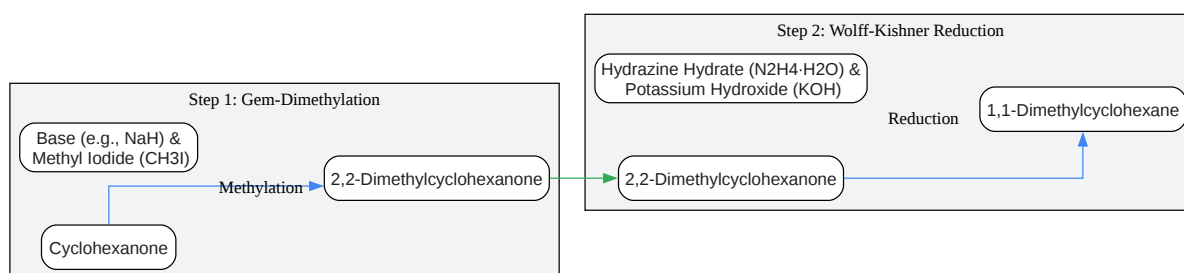 Step 1: Gem-Dimethylation
Base (e.g., NaH) &
Methyl Iodide (CH3I)
Methylation
2,2-Dimethylcyclohexanone
Cyclohexanone
Step 2: Wolff-Kishner Reduction
Hydrazine Hydrate (N2H4·H2O) &
Potassium Hydroxide (KOH)
Reduction
1,1-Dimethylcyclohexane
2,2-Dimethylcyclohexanone